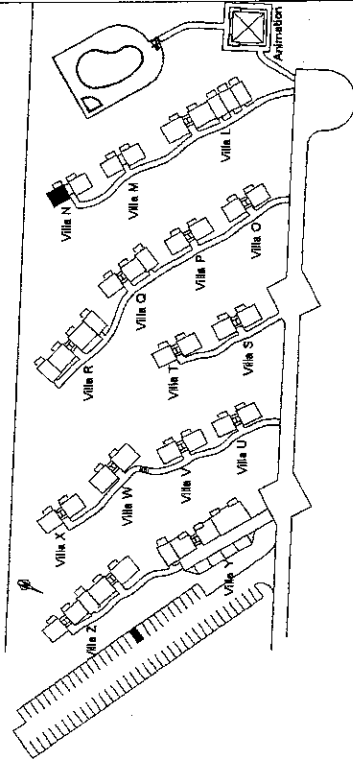 Animation
Villa L
Villa M
Villa N
Villa O
Villa P
Villa Q
Villa R
Villa S
Villa T
Villa U
Villa V
Villa W
Villa X
Villa Y
Villa Z